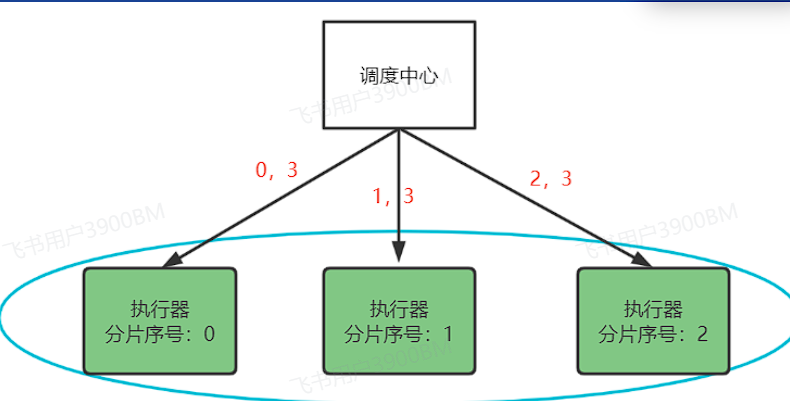 调度中心
0，3
1，3
2，3
执行器
分片序号：0
执行器
分片序号：1
执行器
分片序号：2
飞书用户3900BM
飞书用户3900BM
飞书用户3900BM
飞书用户3900BM